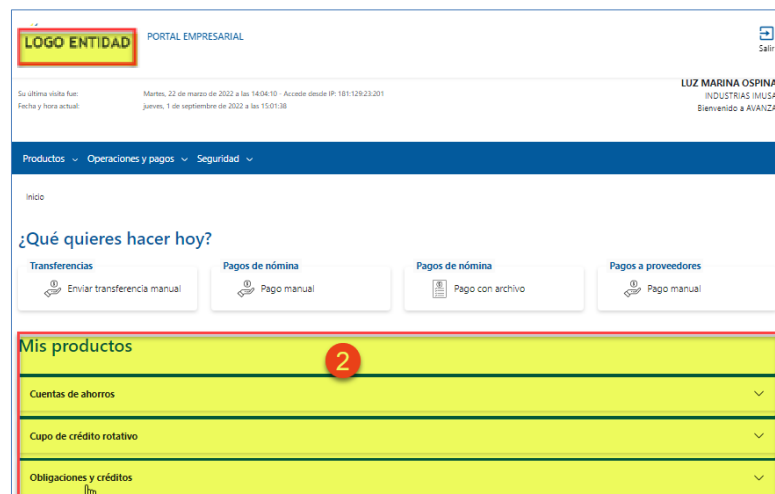 LOGO ENTIDAD
PORTAL EMPRESARIAL
Salir
Su última visita fue: Martes, 22 de marzo de 2022 a las 14:04:10 - Accede desde IP: 181:129:23:201
Fecha y hora actual: jueves, 1 de septiembre de 2022 a las 15:01:38
LUZ MARINA OSPINA
INDUSTRIAS IMUSA
Bienvenido a AVANZA
Productos Operaciones y pagos Seguridad
Inicio
¿Qué quieres hacer hoy?
Transferencias
Enviar transferencia manual
Pagos de nómina
Pago manual
Pagos de nómina
Pago con archivo
Pagos a proveedores
Pago manual
Mis productos
2
Cuentas de ahorros
Cupo de crédito rotativo
Obligaciones y créditos